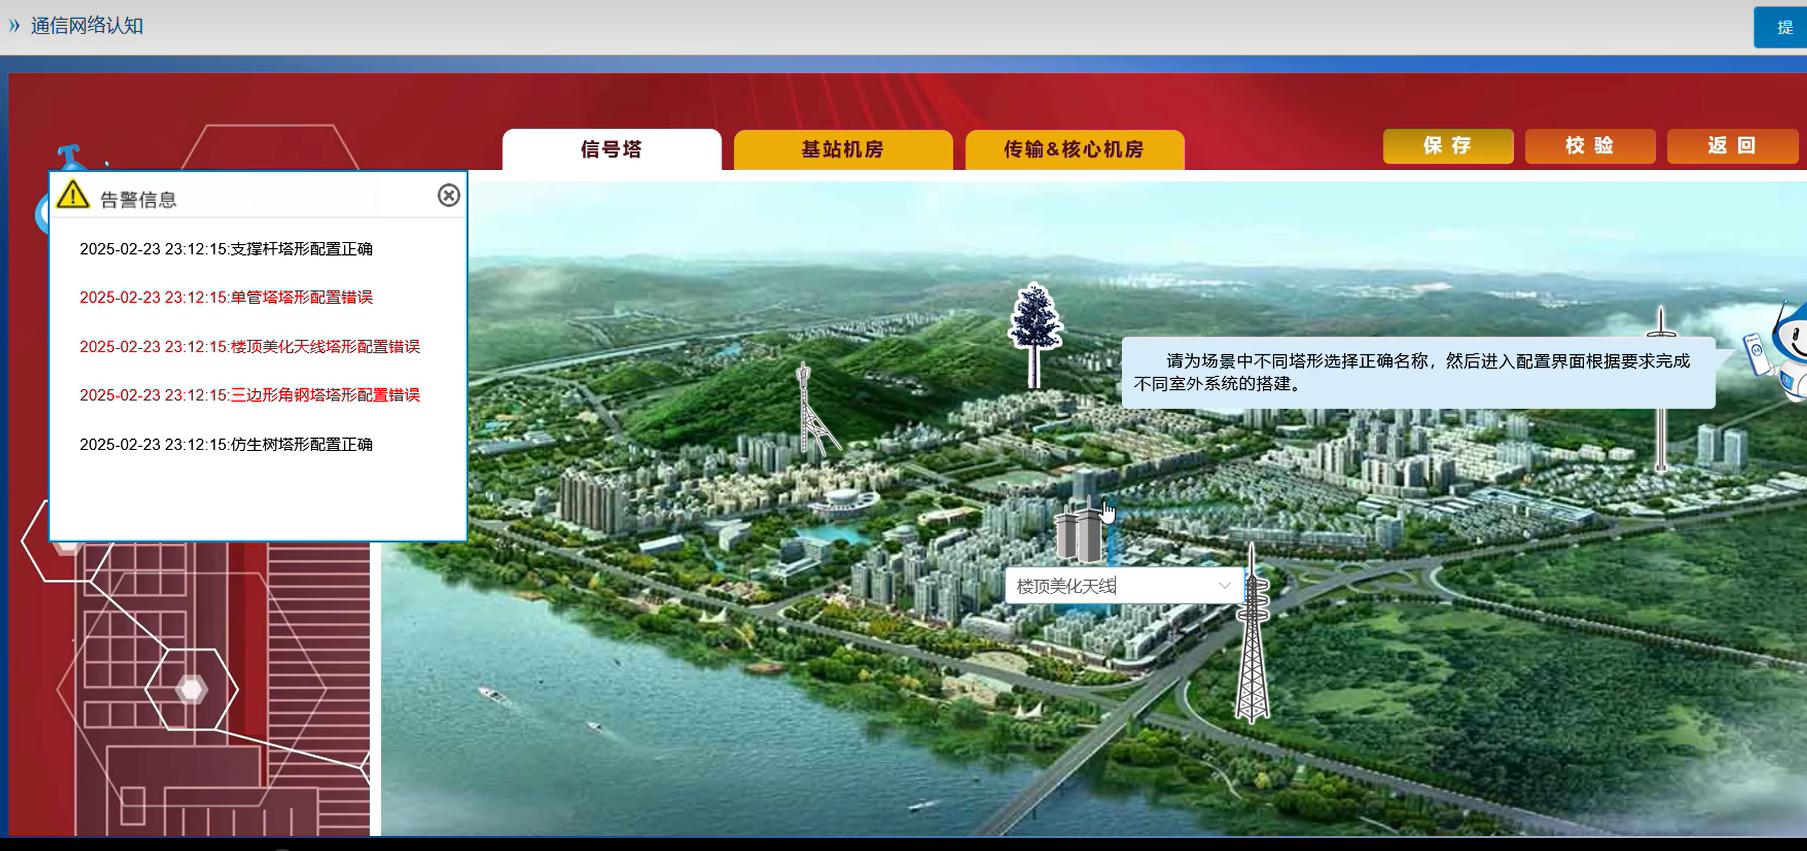 通信网络认知
提
信号塔
基站机房
传输&核心机房
保存
校验
返回
告警信息
2025-02-23 23:12:15:支撑杆塔形配置正确
2025-02-23 23:12:15:单管塔塔形配置错误
2025-02-23 23:12:15:楼顶美化天线塔形配置错误
2025-02-23 23:12:15:三边形角钢塔塔形配置错误
2025-02-23 23:12:15:仿生树塔形配置正确
请为场景中不同塔形选择正确名称，然后进入配置界面根据要求完成
不同室外系统的搭建。
楼顶美化天线